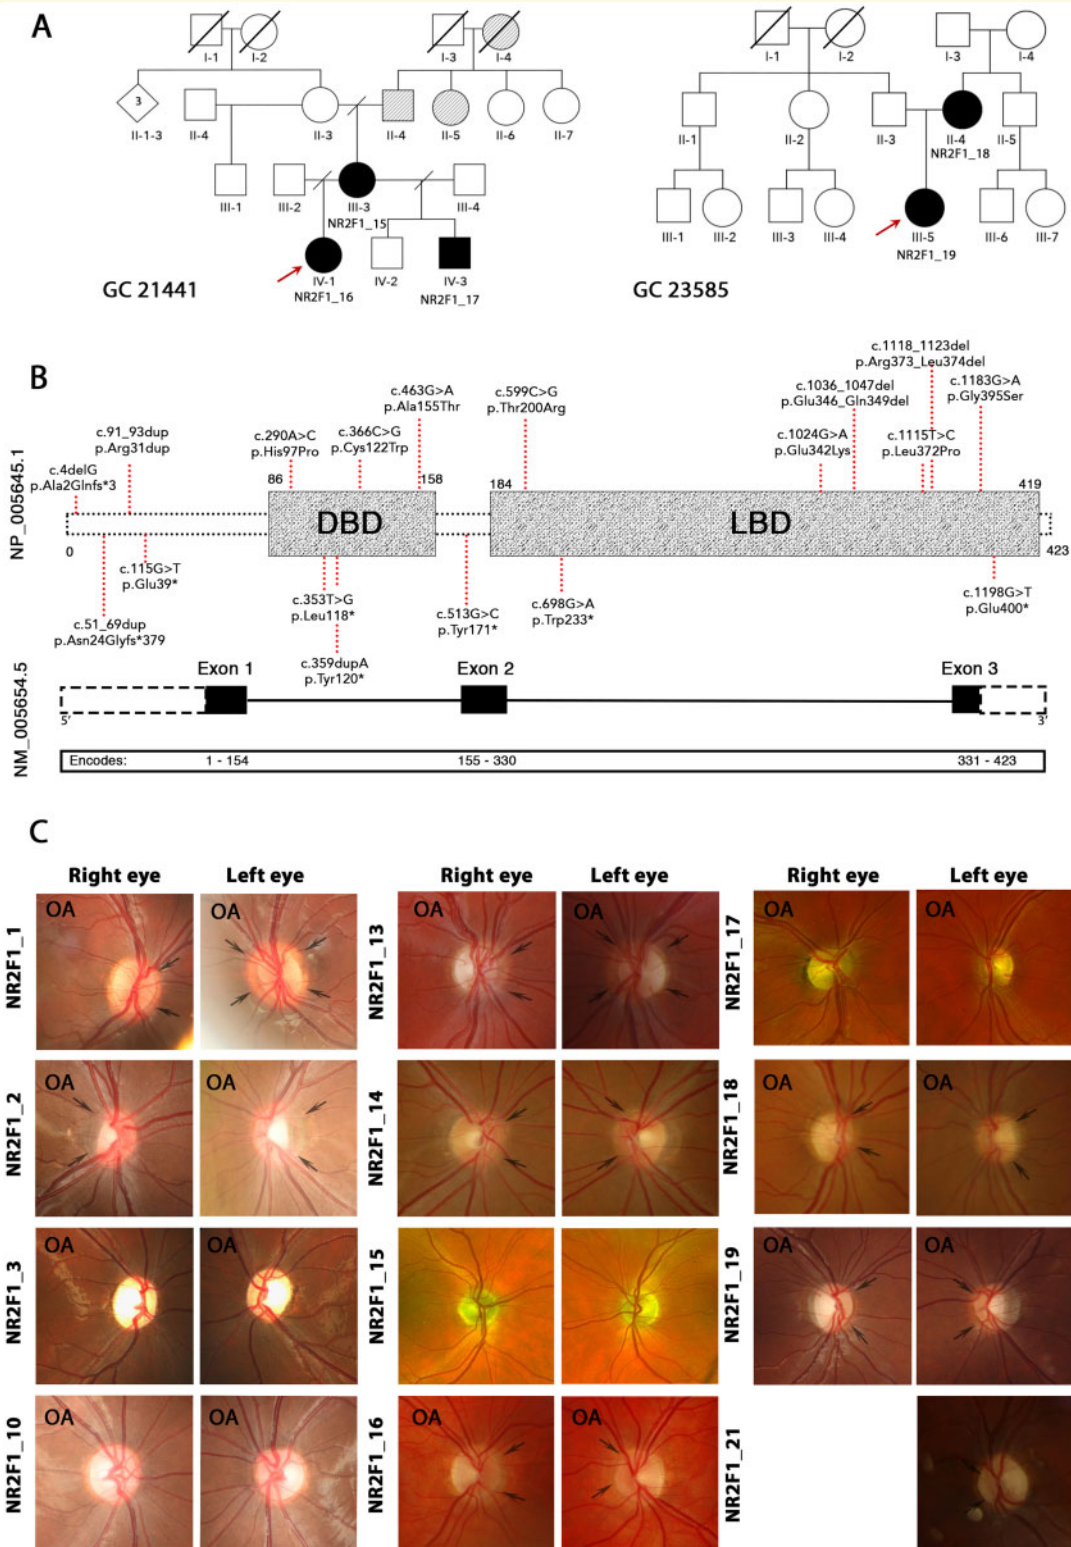 A
I-1
I-2
I-3
I-4
3
II-1-3
II-4
II-3
II-4
II-5
II-6
II-7
III-1
III-2
III-3
NR2F1_15
III-4
IV-1
NR2F1_16
IV-2
IV-3
NR2F1_17
GC 21441
I-1
I-2
I-3
I-4
II-1
II-2
II-3
II-4
NR2F1_18
II-5
III-1
III-2
III-3
III-4
III-5
NR2F1_19
III-6
III-7
GC 23585
B
NP_005645.1
c.4delG
p.Ala2Glnfs*3
c.91_93dup
p.Arg31dup
c.290A>C
p.His97Pro
c.366C>G
p.Cys122Trp
c.463G>A
p.Ala155Thr
c.599C>G
p.Thr200Arg
c.1024G>A
p.Glu342Lys
c.1036_1047del
p.Glu346_Gln349del
c.1118_1123del
p.Arg373_Leu374del
c.1115T>C
p.Leu372Pro
c.1183G>A
p.Gly395Ser
86
158
184
419
DBD
LBD
0
423
c.51_69dup
p.Asn24Glyfs*379
c.115G>T
p.Glu39*
c.353T>G
p.Leu118*
c.359dupA
p.Tyr120*
c.513G>C
p.Tyr171*
c.698G>A
p.Trp233*
c.1198G>T
p.Glu400*
NM_005654.5
Exon 1
Exon 2
Exon 3
5'
3'
Encodes:
1 - 154
155 - 330
331 - 423
C
Right eye
Left eye
Right eye
Left eye
Right eye
Left eye
NR2F1_1
OA
OA
NR2F1_13
OA
OA
NR2F1_17
OA
NR2F1_2
OA
OA
NR2F1_14
OA
OA
NR2F1_18
OA
OA
NR2F1_3
OA
OA
NR2F1_15
NR2F1_19
OA
OA
NR2F1_10
OA
OA
NR2F1_16
OA
OA
NR2F1_21